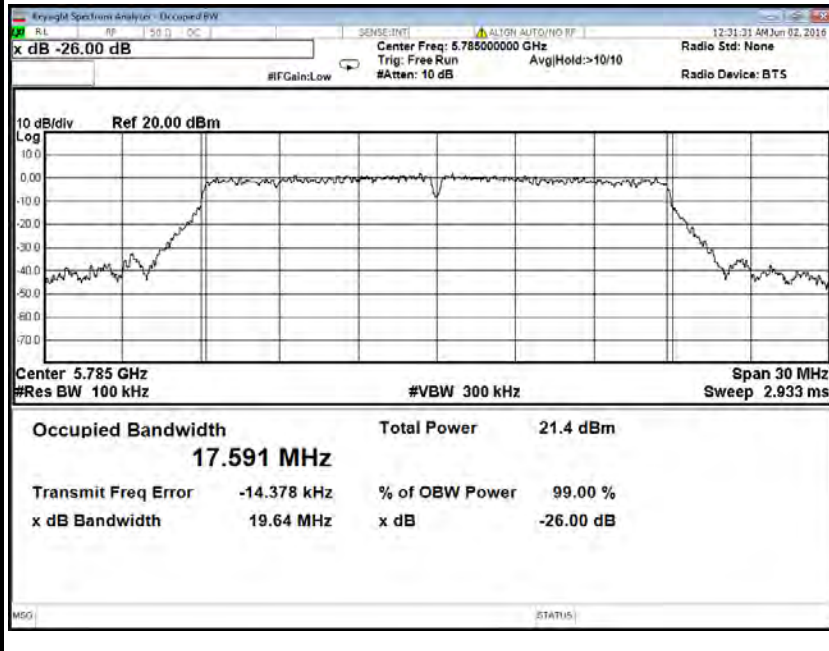 Keysight Spectrum Analyzer - Occupied BW
RL RF 50 Ω DC SENSE:INT ALIGN AUTO/NO RF 12:31:31 AM Jun 02, 2016
x dB -26.00 dB
Center Freq: 5.785000000 GHz
Radio Std: None
Trig: Free Run Avg|Hold:>10/10
#IFGain:Low #Atten: 10 dB Radio Device: BTS
10 dB/div Ref 20.00 dBm
Log
10.0
0.00
-10.0
-20.0
-30.0
-40.0
-50.0
-60.0
-70.0
Center 5.785 GHz Span 30 MHz
#Res BW 100 kHz #VBW 300 kHz Sweep 2.933 ms
Occupied Bandwidth Total Power 21.4 dBm
17.591 MHz
Transmit Freq Error -14.378 kHz % of OBW Power 99.00 %
x dB Bandwidth 19.64 MHz x dB -26.00 dB
MSG STATUS